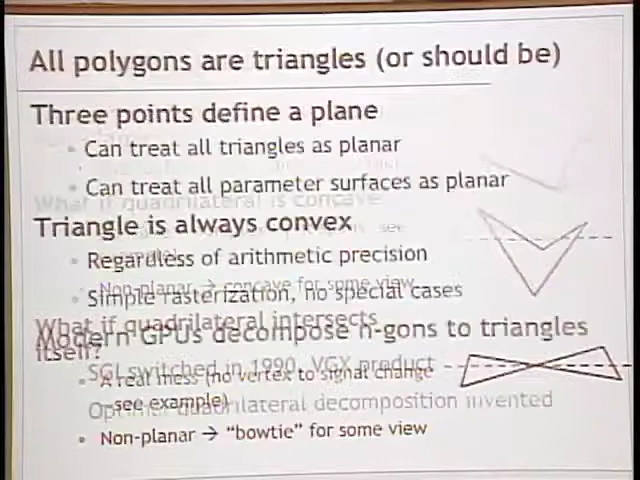 All polygons are triangles (or should be)
Three points define a plane
Can treat all triangles as planar
Can treat all parameter surfaces as planar
What if quadrilateral is concave
Triangle is always convex
see
Regardless of arithmetic precision
Non-planar → concave for some view
Simple rasterization, no special cases
What if quadrilateral intersects
Modern GPUs decompose n-gons to triangles
itself?
SGI switched in 1990, VGX product
A real mess (no vertex to signal change
Optimal quadrilateral decomposition invented
see example)
Non-planar → “bowtie” for some view